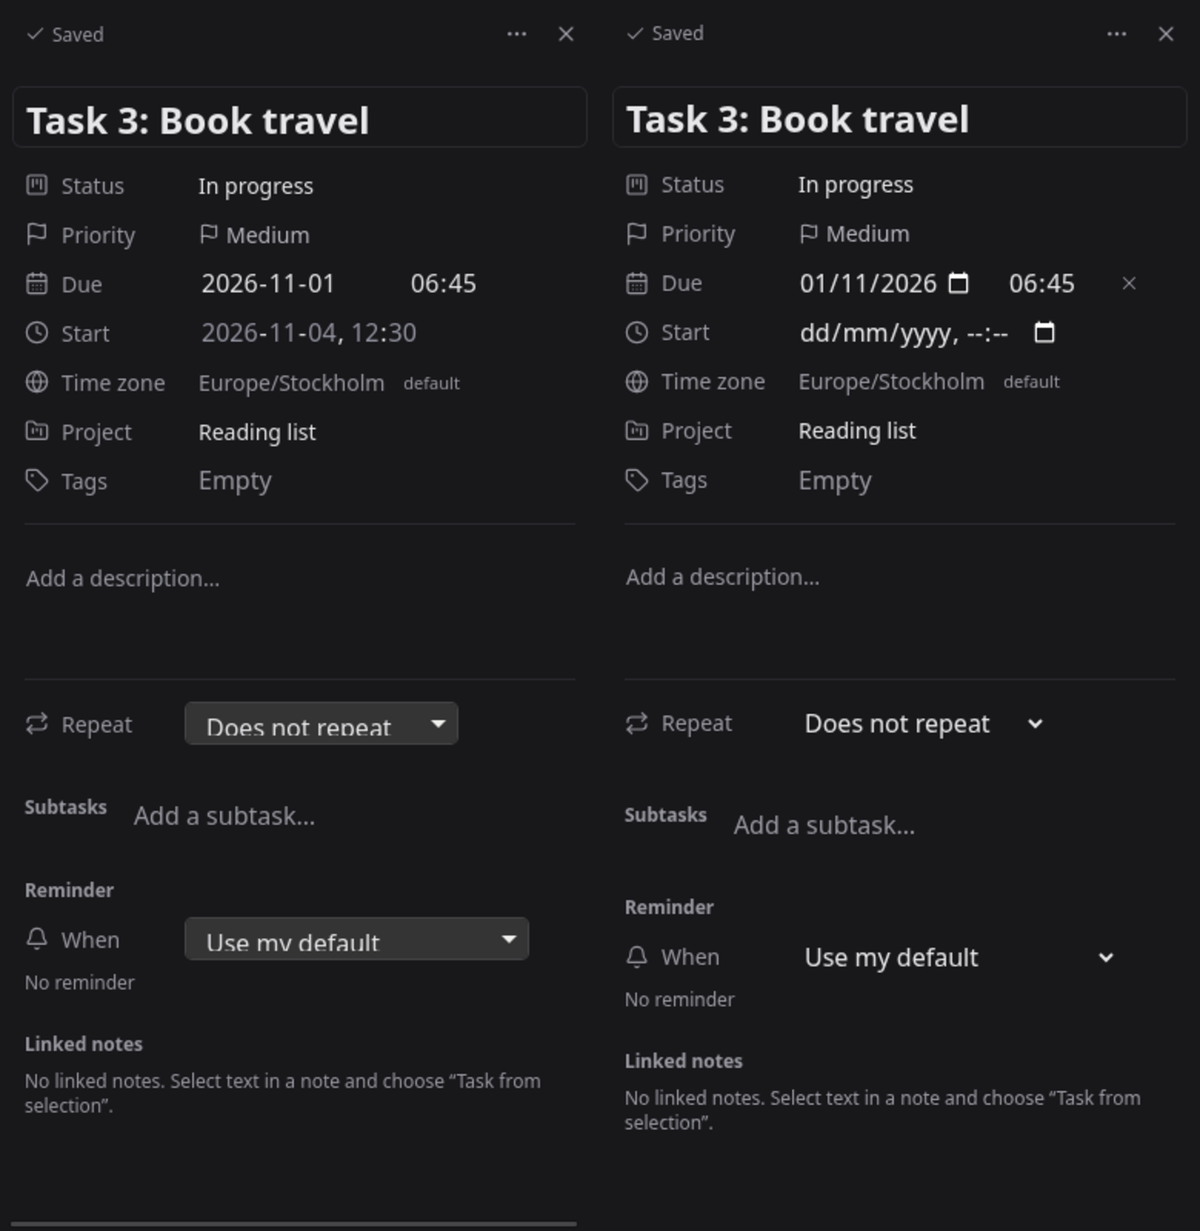 Saved
Task 3: Book travel
Status In progress
Priority Medium
Due 2026-11-01 06:45
Start 2026-11-04, 12:30
Time zone Europe/Stockholm default
Project Reading list
Tags Empty
Add a description...
Repeat Does not repeat
Subtasks Add a subtask...
Reminder
When Use my default
No reminder
Linked notes
No linked notes. Select text in a note and choose “Task from
selection”.
Saved
Task 3: Book travel
Status In progress
Priority Medium
Due 01/11/2026 06:45
Start dd/mm/yyyy, --:--
Time zone Europe/Stockholm default
Project Reading list
Tags Empty
Add a description...
Repeat Does not repeat
Subtasks Add a subtask...
Reminder
When Use my default
No reminder
Linked notes
No linked notes. Select text in a note and choose “Task from
selection”.